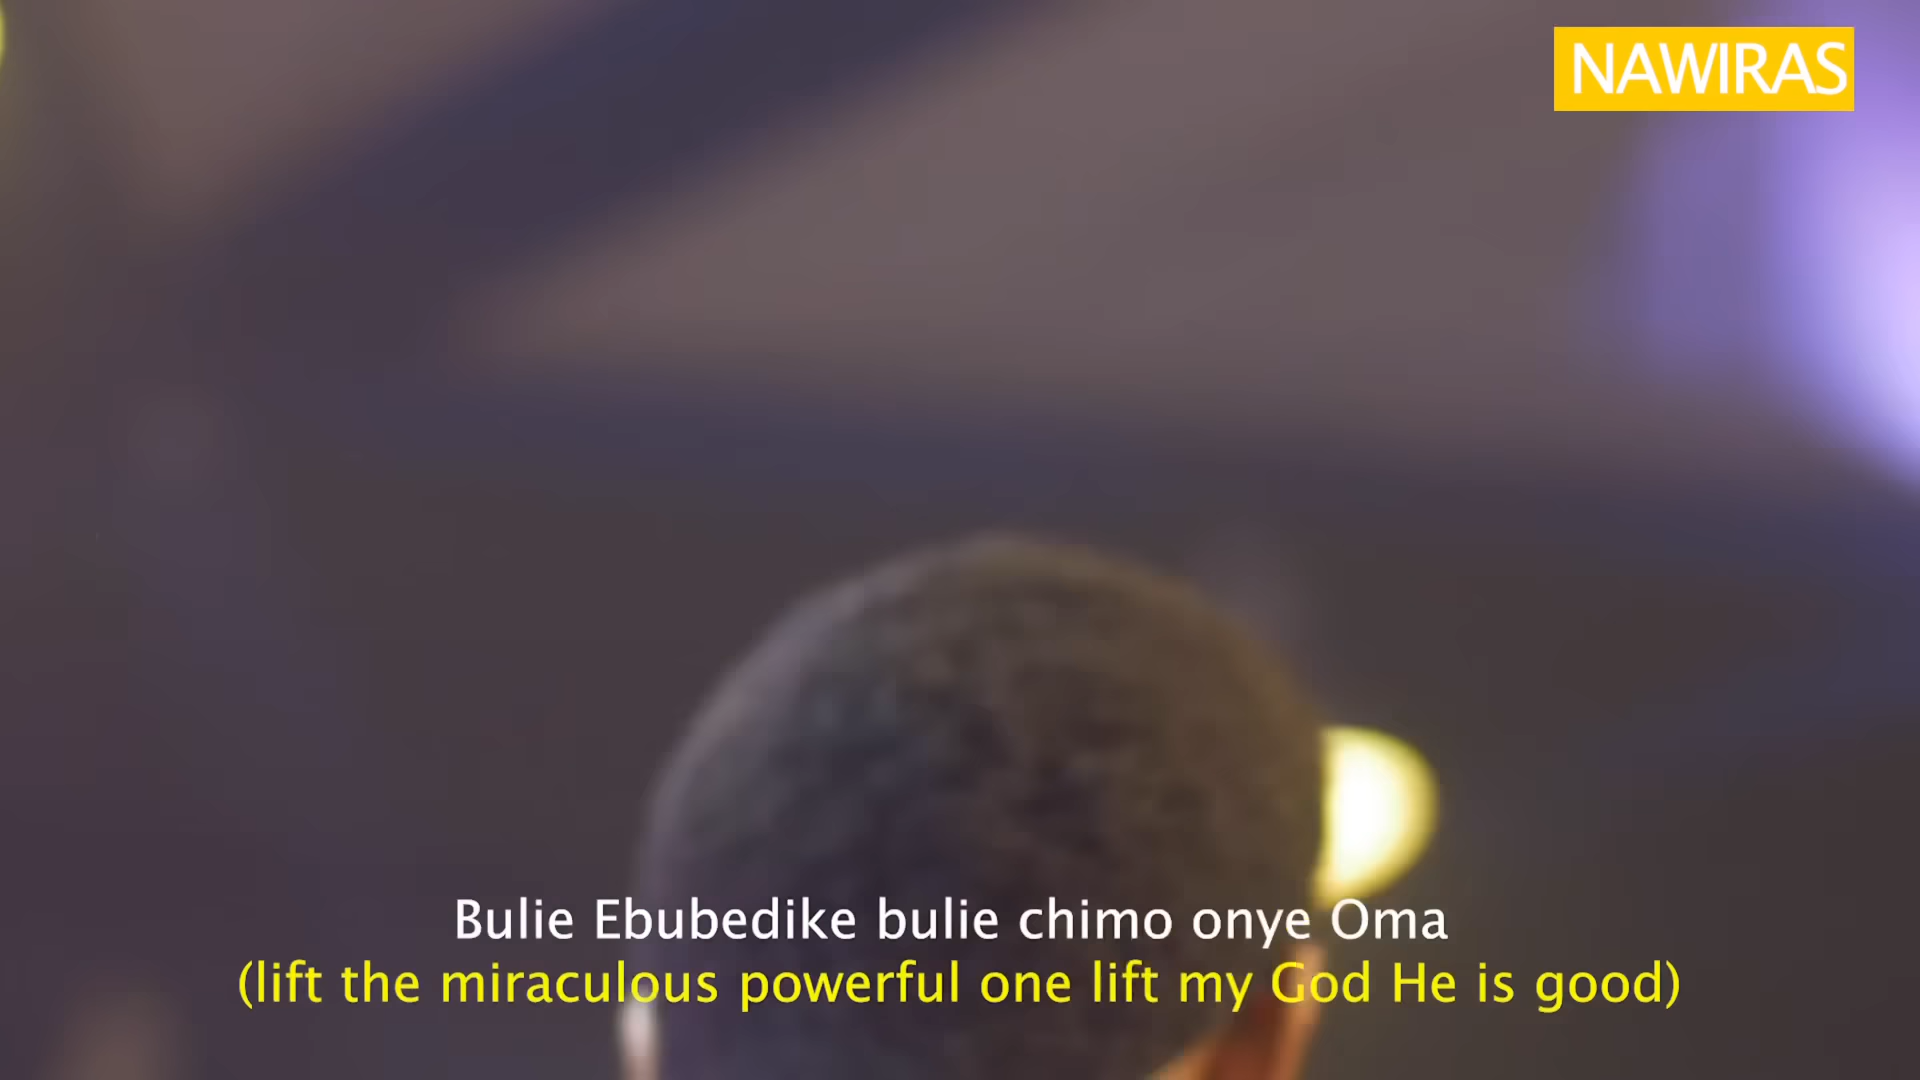 NAWIRAS
Bulie Ebubedike bulie chimo onye Oma
(lift the miraculous powerful one lift my God He is good)